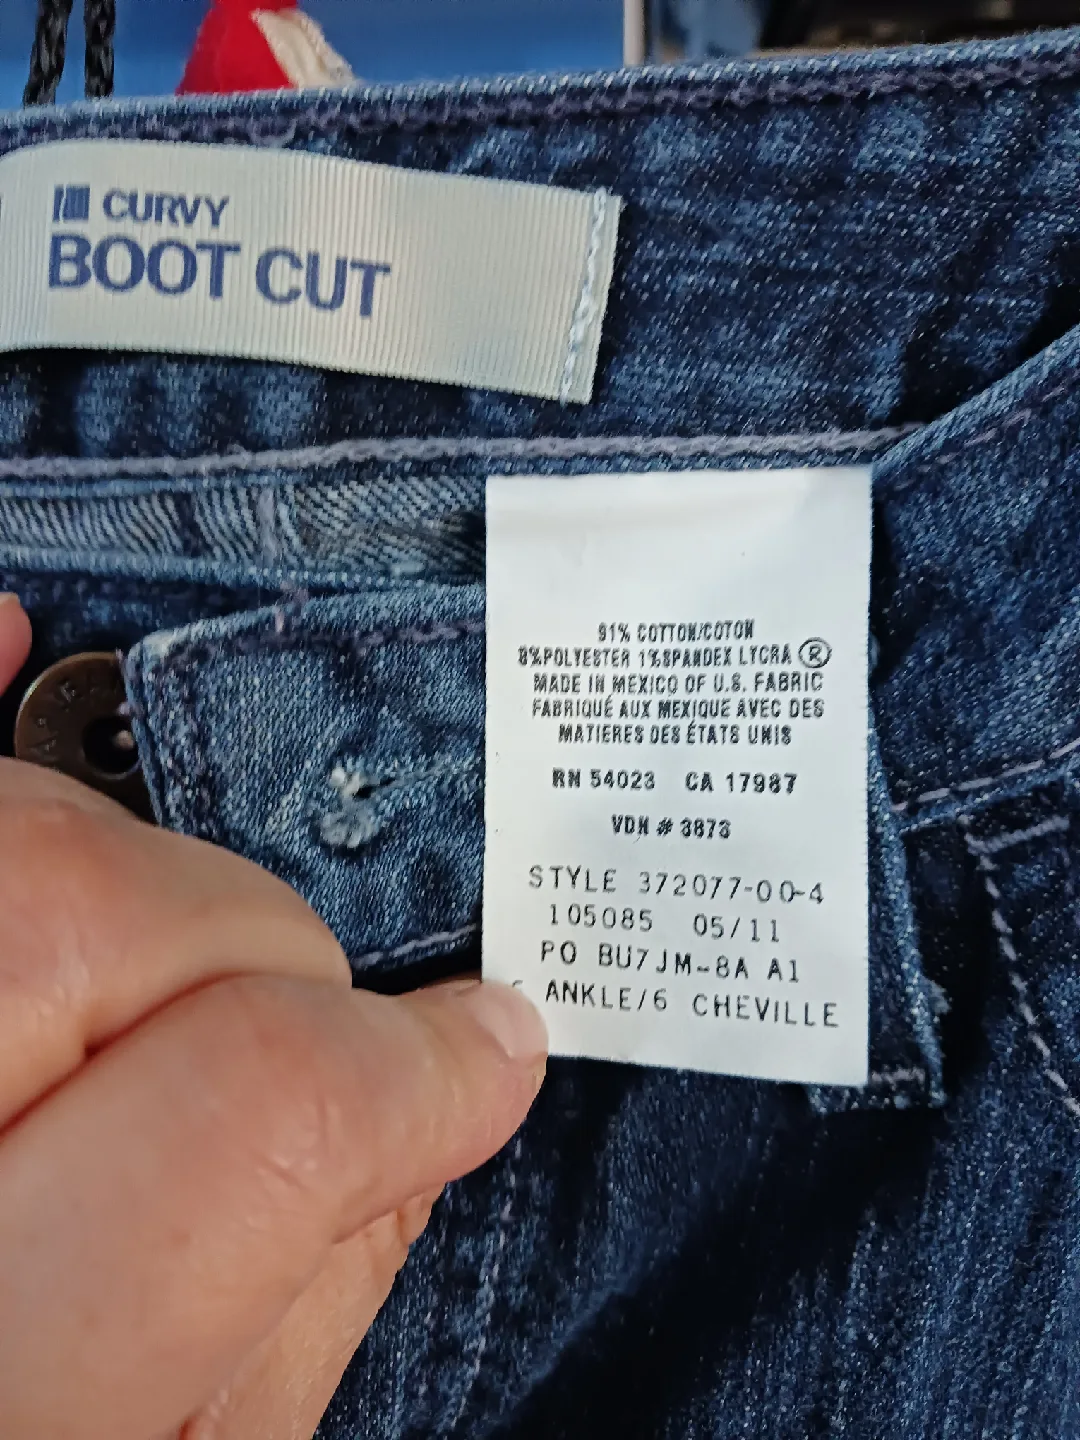 CURVY
BOOT CUT
91% COTTON/COTON
8%POLYESTER 1%SPANDEX LYCRA ®
MADE IN MEXICO OF U.S. FABRIC
FABRIQUÉ AUX MEXIQUE AVEC DES
MATIERES DES ÉTATS UNIS
RN 54023 CA 17987
VDN # 3873
STYLE 372077-00-4
105085 05/11
PO BU7JM-8A A1
ANKLE/6 CHEVILLE